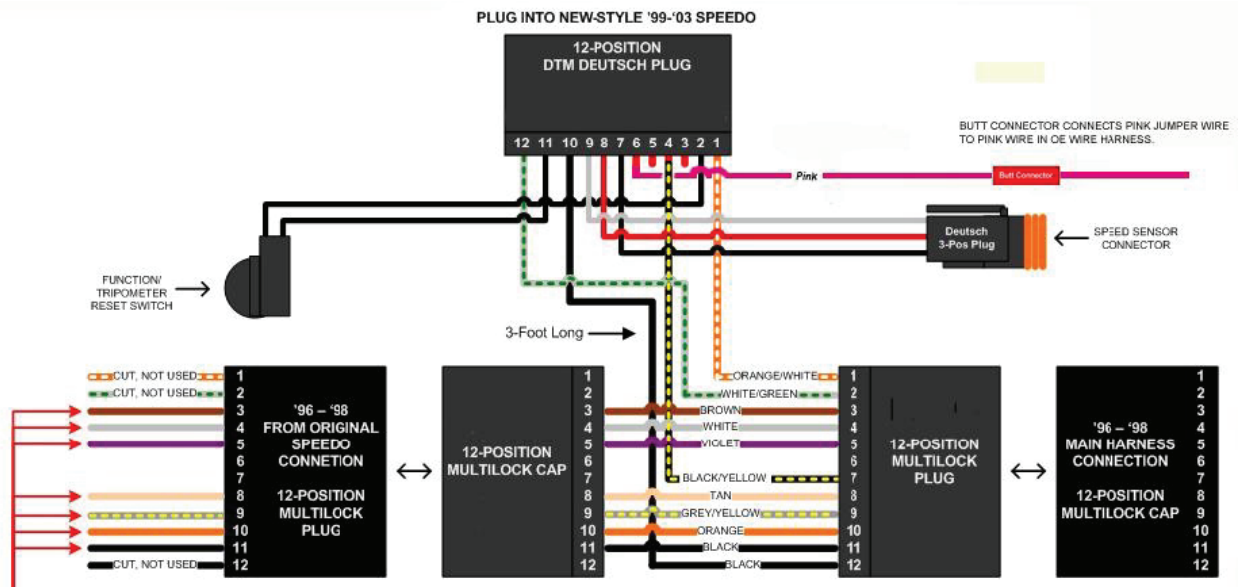 PLUG INTO NEW-STYLE '99-'03 SPEEDO
12-POSITION
DTM DEUTSCH PLUG
12 11 10 9 8 7 6 5 4 3 2 1
BUTT CONNECTOR CONNECTS PINK JUMPER WIRE
TO PINK WIRE IN OE WIRE HARNESS.
Pink
Butt Connector
Deutsch
3-Pos Plug
SPEED SENSOR
CONNECTOR
FUNCTION/
TRIPOMETER
RESET SWITCH
3-Foot Long
CUT, NOT USED
CUT, NOT USED
CUT, NOT USED
1
2
3
4
5
6
7
8
9
10
11
12
'96 – '98
FROM ORIGINAL
SPEEDO
CONNETION
12-POSITION
MULTILOCK
PLUG
12-POSITION
MULTILOCK CAP
1
2
3
4
5
6
7
8
9
10
11
12
ORANGE/WHITE
WHITE/GREEN
BROWN
WHITE
VIOLET
BLACK/YELLOW
TAN
GREY/YELLOW
ORANGE
BLACK
BLACK
1
2
3
4
5
6
7
8
9
10
11
12
12-POSITION
MULTILOCK
PLUG
'96 – '98
MAIN HARNESS
CONNECTION
12-POSITION
MULTILOCK CAP
1
2
3
4
5
6
7
8
9
10
11
12